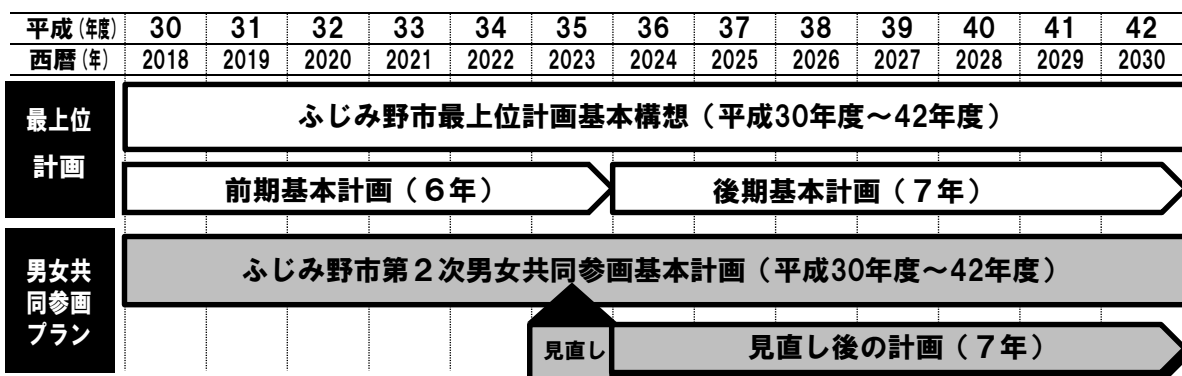 平成(年度) 30 31 32 33 34 35 36 37 38 39 40 41 42
西暦(年) 2018 2019 2020 2021 2022 2023 2024 2025 2026 2027 2028 2029 2030
最上位
計画
ふじみ野市最上位計画基本構想（平成30年度～42年度）
前期基本計画（６年） 後期基本計画（７年）
男女共
同参画
プラン
ふじみ野市第２次男女共同参画基本計画（平成30年度～42年度）
見直し 見直し後の計画（７年）